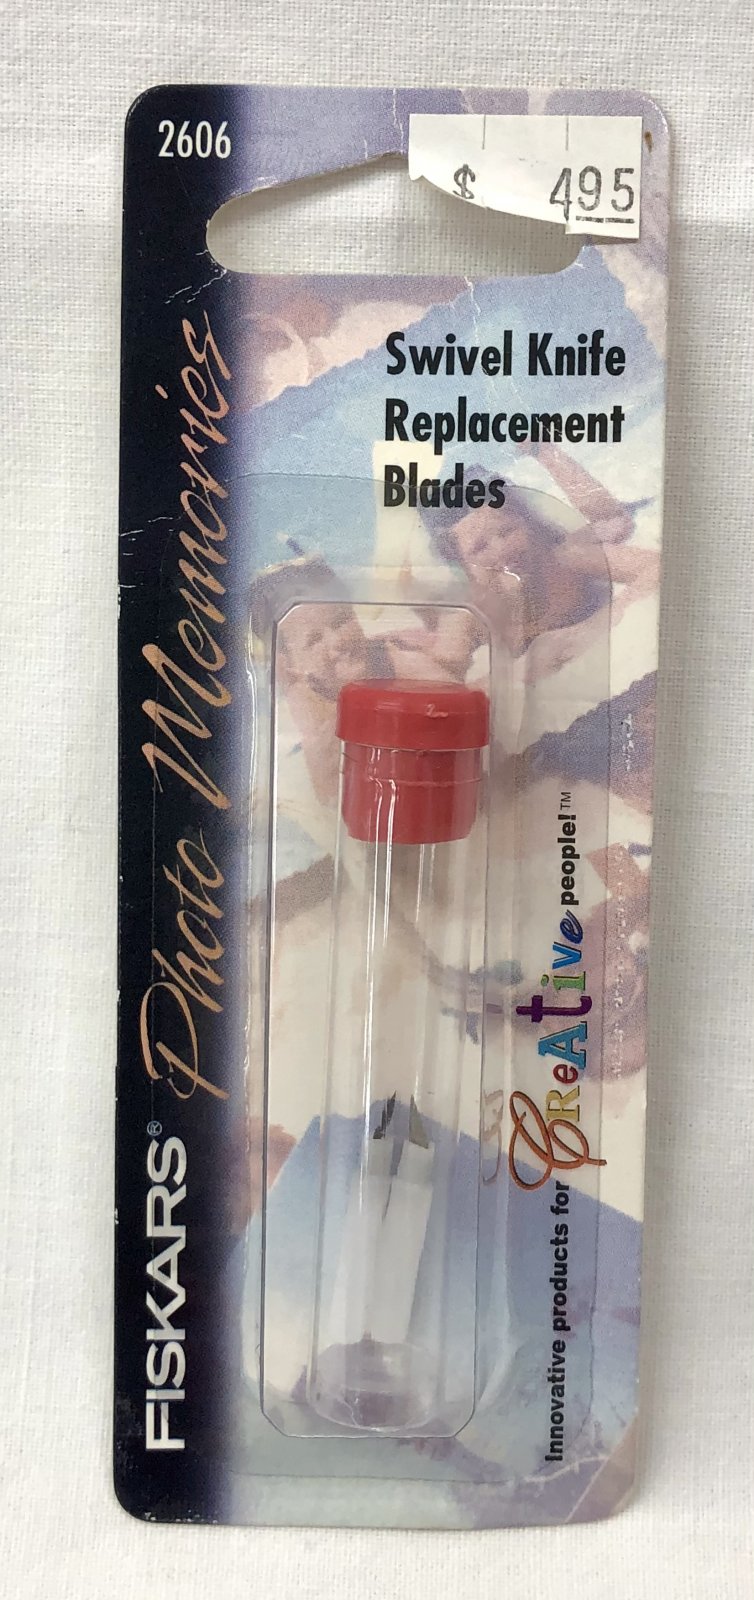 2606
$ 495
Swivel Knife
Replacement
Blades
Photo Memories
FISKARS®
Innovative products for CReAtive people!™